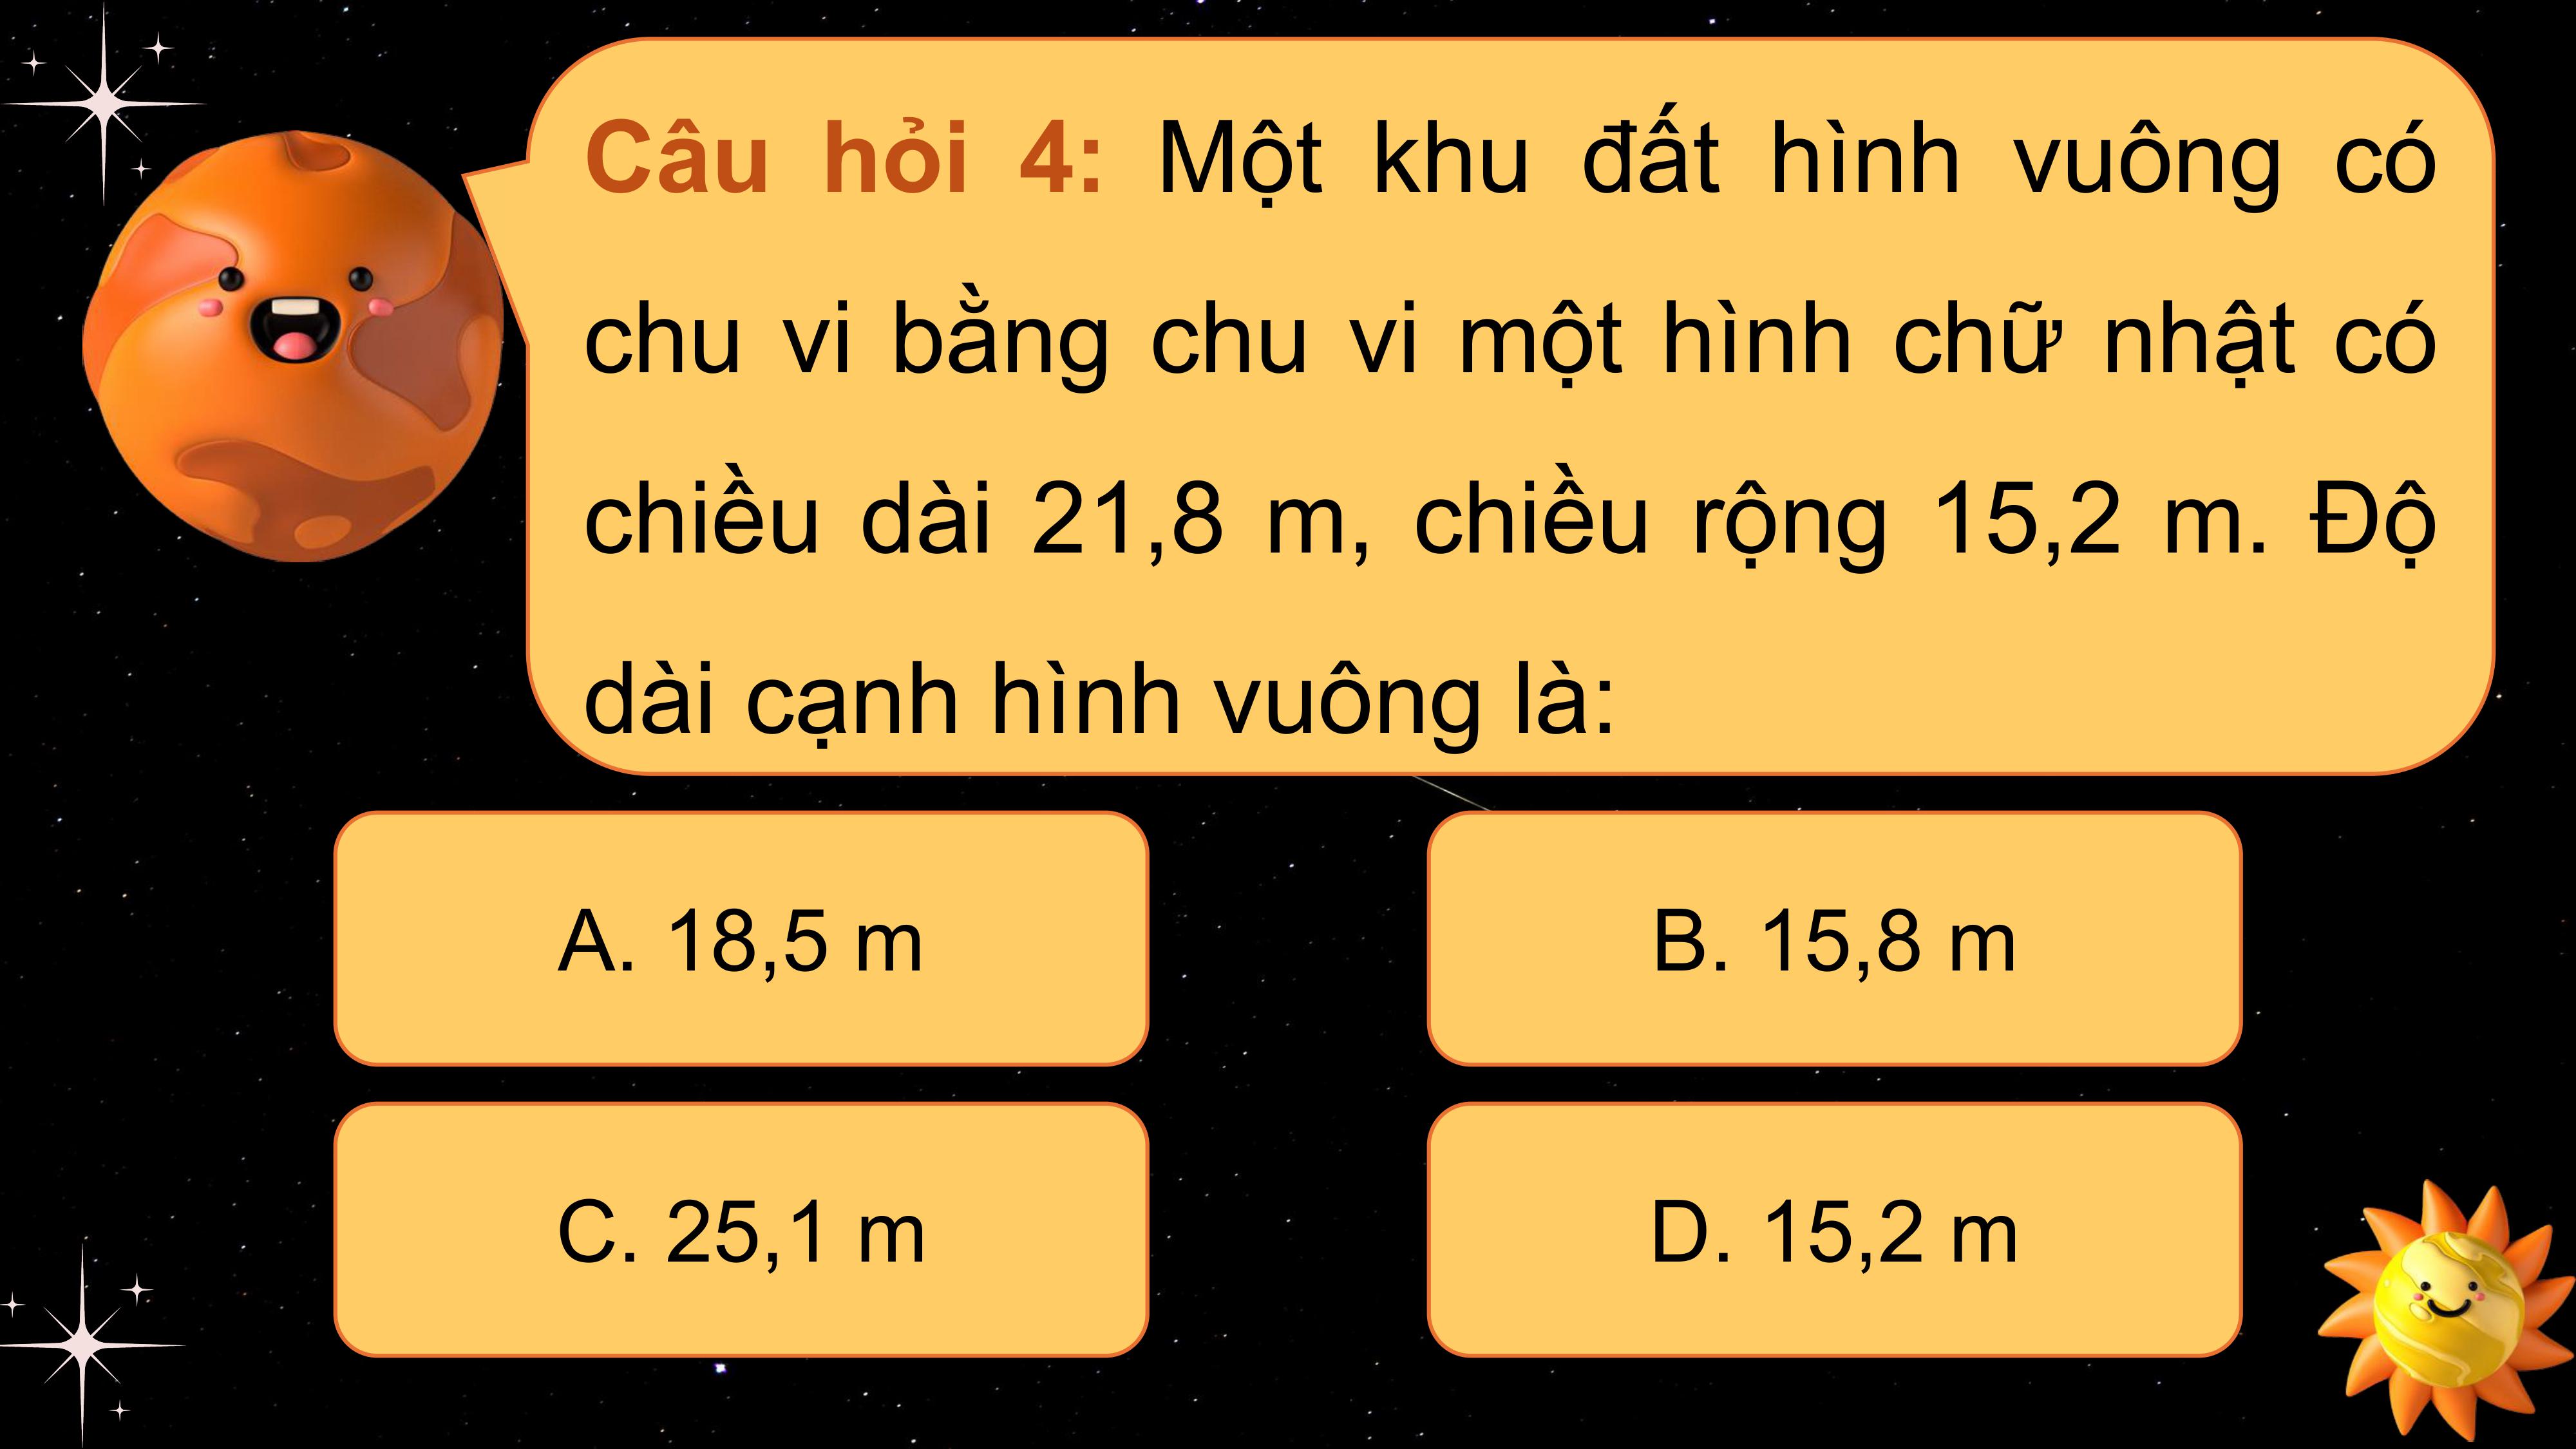 Câu hỏi 4: Một khu đất hình vuông có
chu vi bằng chu vi một hình chữ nhật có
chiều dài 21,8 m, chiều rộng 15,2 m. Độ
dài cạnh hình vuông là:
A. 18,5 m
B. 15,8 m
C. 25,1 m
D. 15,2 m